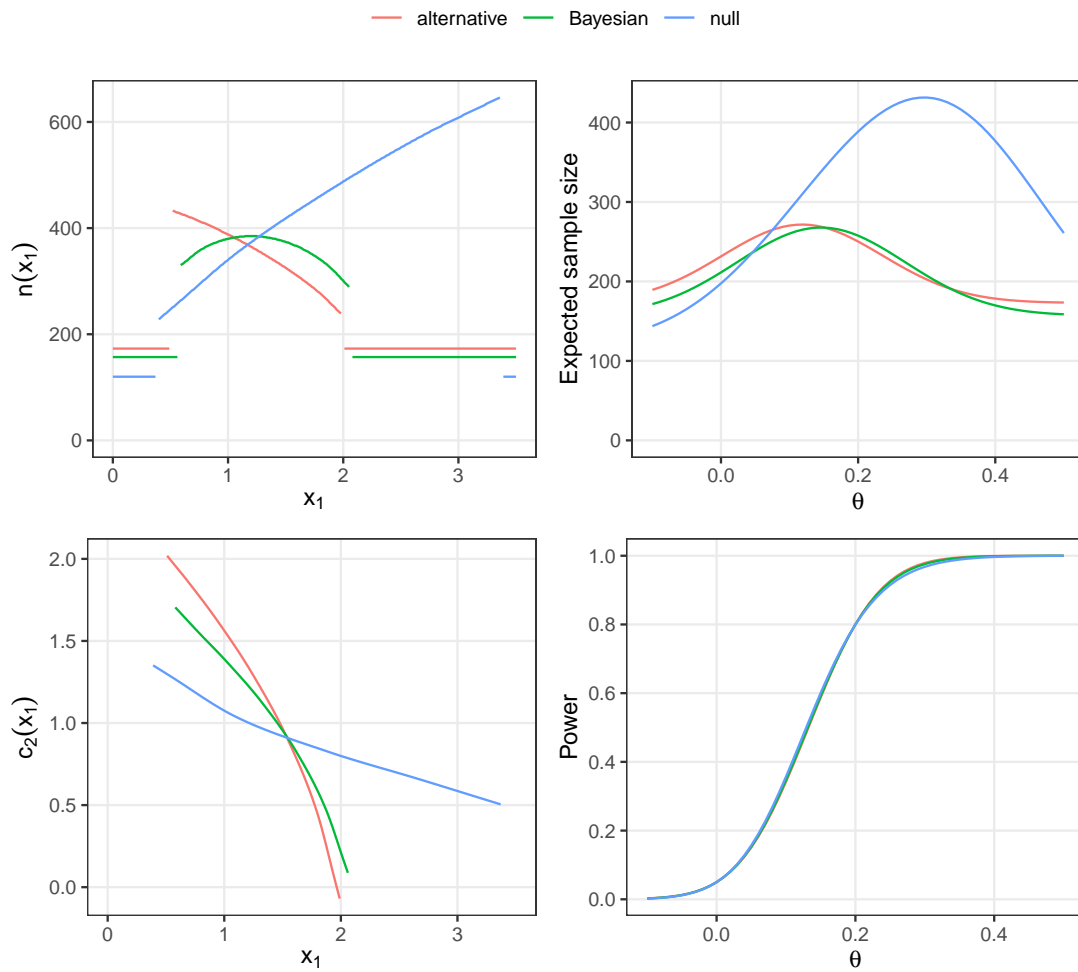 alternative Bayesian null
n(x₁)
600
400
200
0
0 1 2 3
x₁
Expected sample size
400
300
200
100
0
0.0 0.2 0.4
θ
c₂(x₁)
2.0
1.5
1.0
0.5
0.0
0 1 2 3
x₁
Power
1.0
0.8
0.6
0.4
0.2
0.0
0.0 0.2 0.4
θ